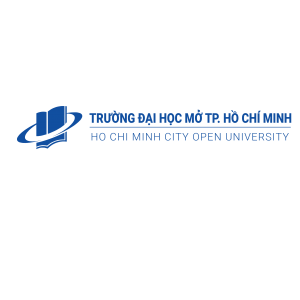 TRƯỜNG ĐẠI HỌC MỞ TP. HỒ CHÍ MINH
HO CHI MINH CITY OPEN UNIVERSITY